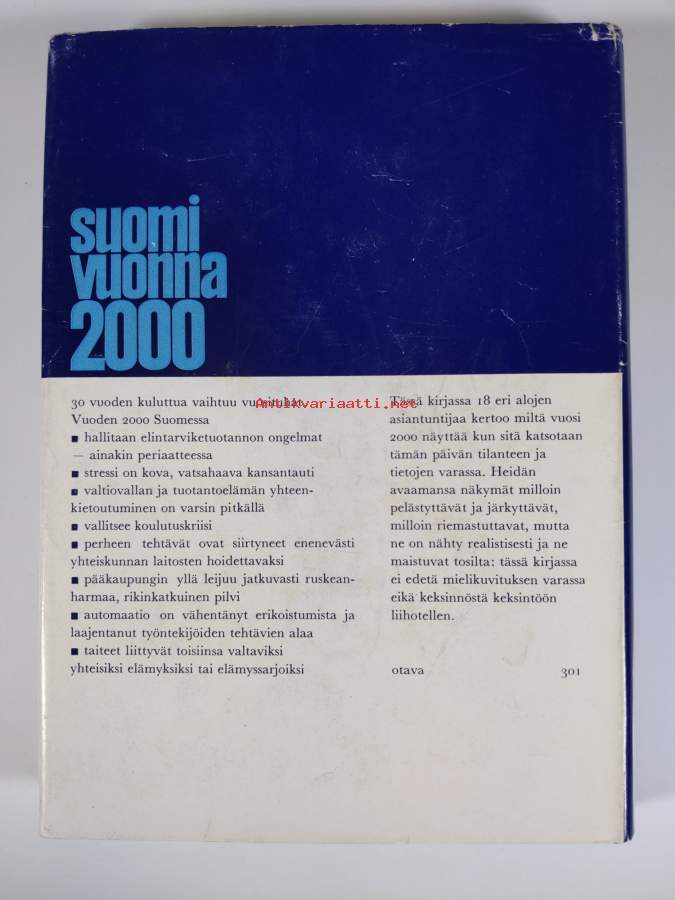 suomi
vuonna
2000
30 vuoden kuluttua vaihtuu vuosituhat.
Vuoden 2000 Suomessa
■ hallitaan elintarviketuotannon ongelmat
— ainakin periaatteessa
■ stressi on kova, vatsahaava kansantauti
■ valtiovallan ja tuotantoelämän yhteen-
kietoutuminen on varsin pitkällä
■ vallitsee koulutuskriisi
■ perheen tehtävät ovat siirtyneet enenevästi
yhteiskunnan laitosten hoidettavaksi
■ pääkaupungin yllä leijuu jatkuvasti ruskean-
harmaa, rikinkatkuinen pilvi
■ automaatio on vähentänyt erikoistumista ja
laajentanut työntekijöiden tehtävien alaa
■ taiteet liittyvät toisiinsa valtaviksi
yhteisiksi elämyksiksi tai elämyssarjoiksi
Tässä kirjassa 18 eri alojen
asiantuntijaa kertoo miltä vuosi
2000 näyttää kun sitä katsotaan
tämän päivän tilanteen ja
tietojen varassa. Heidän
avaamansa näkymät milloin
pelästyttävät ja järkyttävät,
milloin riemastuttavat, mutta
ne on nähty realistisesti ja ne
maistuvat tosilta: tässä kirjassa
ei edetä mielikuvituksen varassa
eikä keksinnöstä keksintöön
liihotellen.
otava 301
Antikvariaatti.net